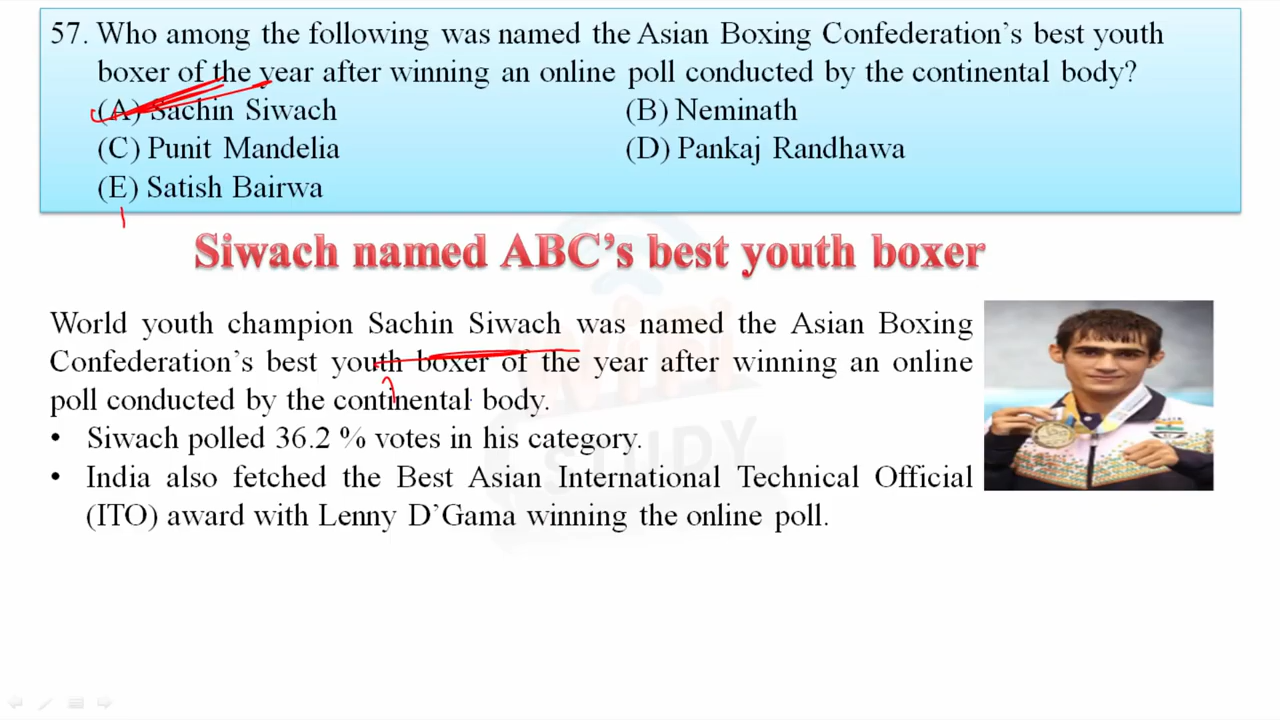 57. Who among the following was named the Asian Boxing Confederation's best youth
boxer of the year after winning an online poll conducted by the continental body?
(A) Sachin Siwach (B) Neminath
(C) Punit Mandelia (D) Pankaj Randhawa
(E) Satish Bairwa
Siwach named ABC's best youth boxer
World youth champion Sachin Siwach was named the Asian Boxing
Confederation's best youth boxer of the year after winning an online
poll conducted by the continental body.
• Siwach polled 36.2 % votes in his category.
• India also fetched the Best Asian International Technical Official
(ITO) award with Lenny D'Gama winning the online poll.
WiFi
STUDY